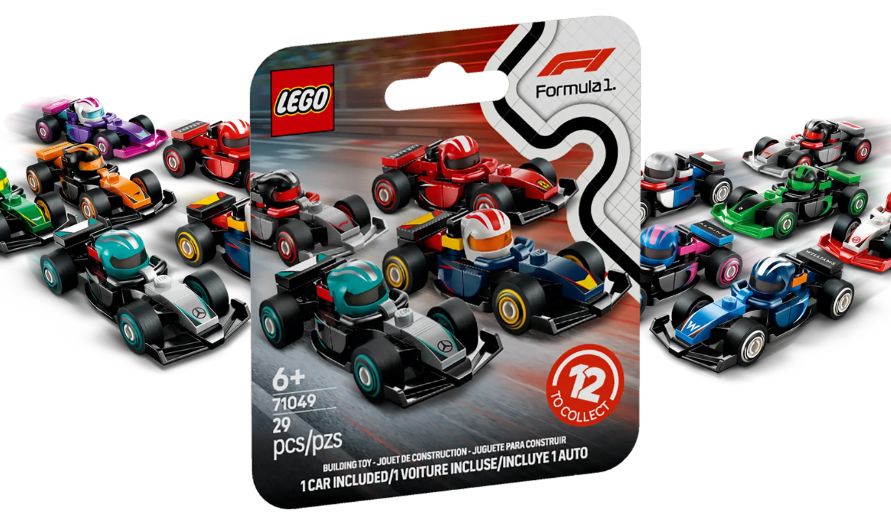 LEGO
F1
Formula 1.
6+
71049
29
pcs/pzs
12
TO COLLECT
BUILDING TOY - JOUET DE CONSTRUCTION - JUGUETE PARA CONSTRUIR
1 CAR INCLUDED/1 VOITURE INCLUSE/INCLUYE 1 AUTO
W